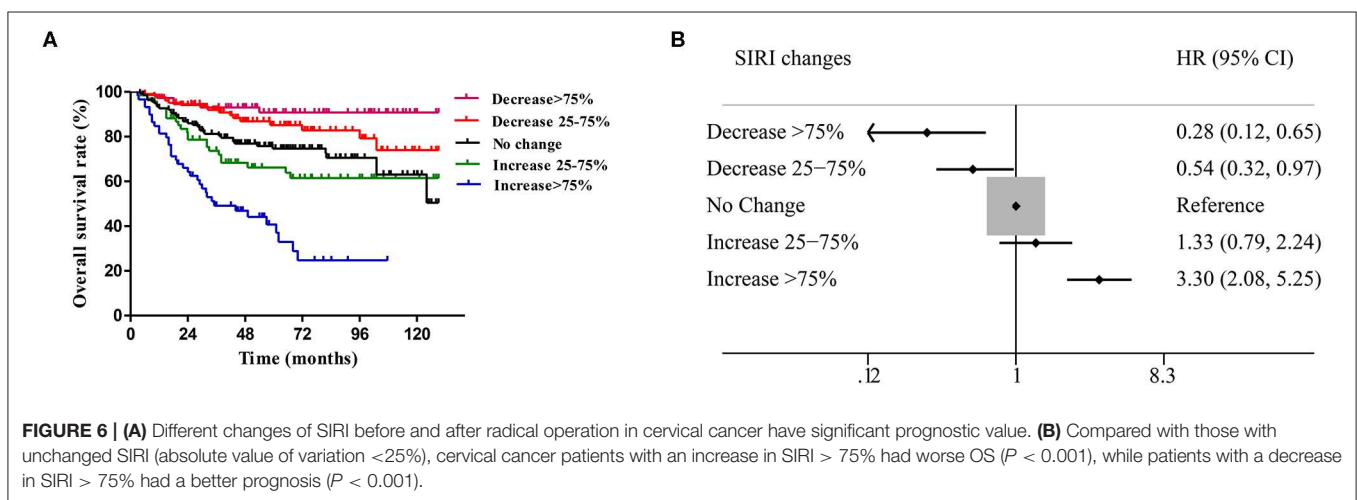 A
Overall survival rate (%)
100
80
60
40
20
0
0 24 48 72 96 120
Time (months)
Decrease>75%
Decrease 25-75%
No change
Increase 25-75%
Increase>75%
B
SIRI changes HR (95% CI)
Decrease >75% 0.28 (0.12, 0.65)
Decrease 25−75% 0.54 (0.32, 0.97)
No Change Reference
Increase 25−75% 1.33 (0.79, 2.24)
Increase >75% 3.30 (2.08, 5.25)
.12 1 8.3
FIGURE 6 | (A) Different changes of SIRI before and after radical operation in cervical cancer have significant prognostic value. (B) Compared with those with
unchanged SIRI (absolute value of variation <25%), cervical cancer patients with an increase in SIRI > 75% had worse OS (P < 0.001), while patients with a decrease
in SIRI > 75% had a better prognosis (P < 0.001).